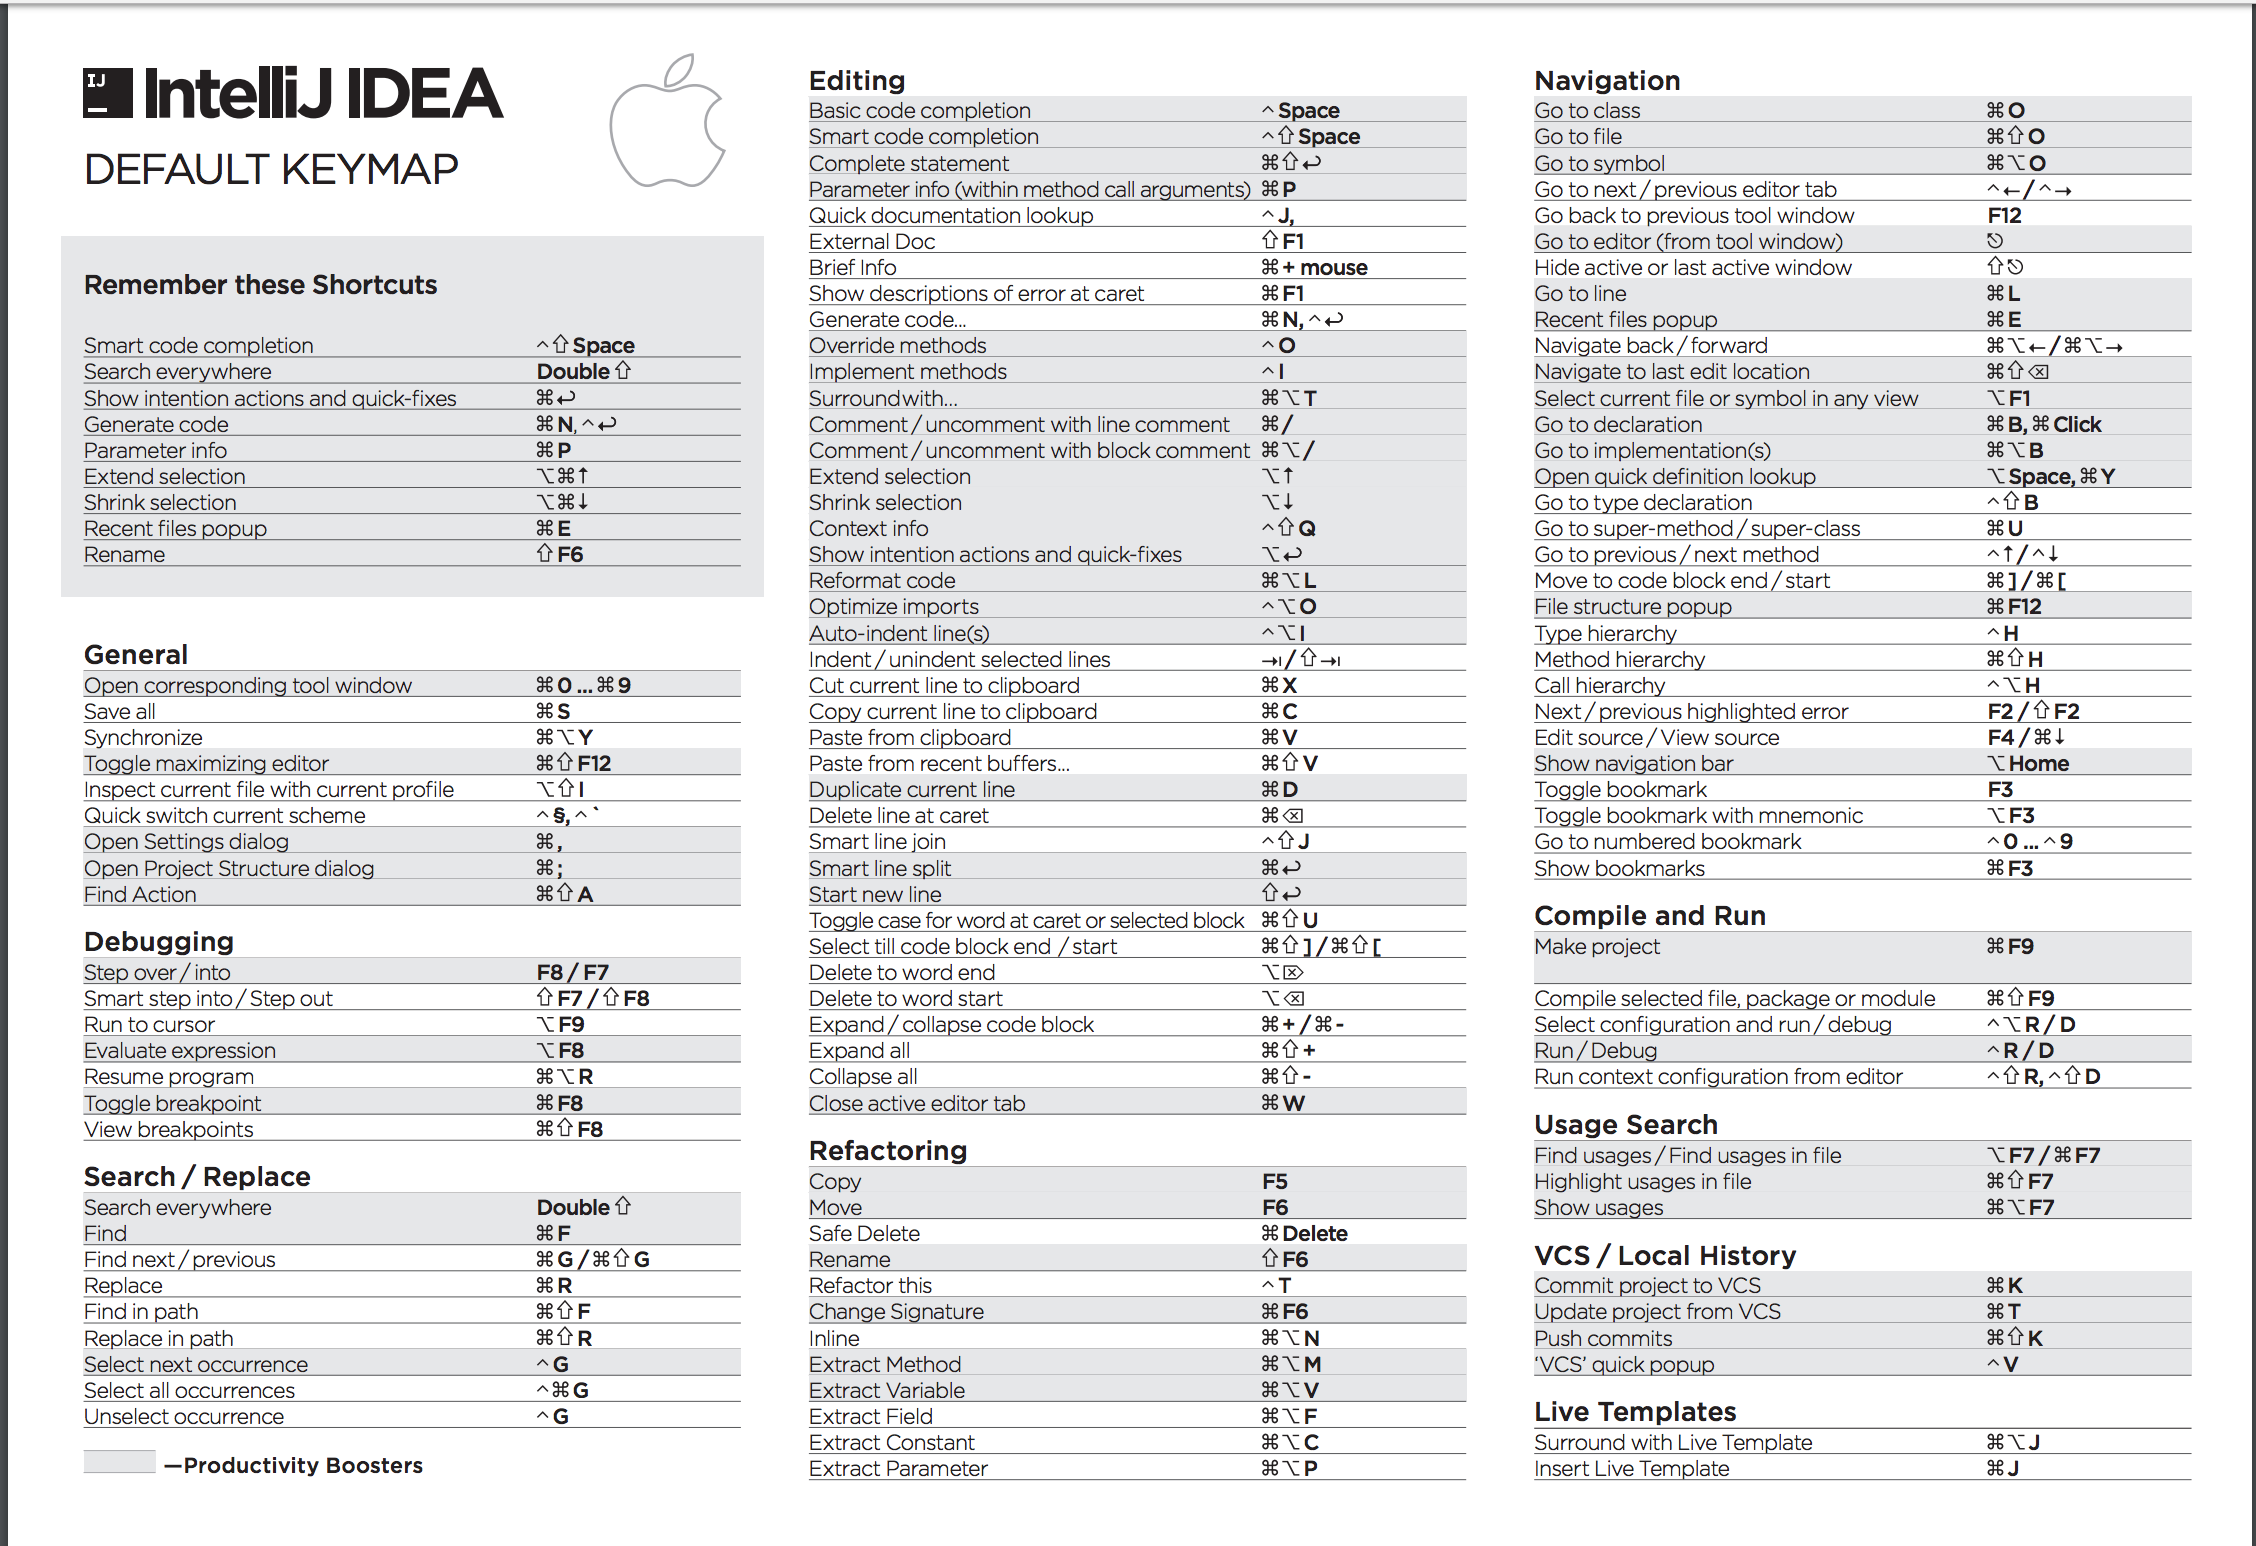 IJ
IntelliJ IDEA
DEFAULT KEYMAP
Remember these Shortcuts
Smart code completion ^⇧Space
Search everywhere Double⇧
Show intention actions and quick-fixes ⌘↩
Generate code ⌘N, ^↩
Parameter info ⌘P
Extend selection ⌥⌘↑
Shrink selection ⌥⌘↓
Recent files popup ⌘E
Rename ⇧F6
General
Open corresponding tool window ⌘0...⌘9
Save all ⌘S
Synchronize ⌘⌥Y
Toggle maximizing editor ⌘⇧F12
Inspect current file with current profile ⌥⇧I
Quick switch current scheme ^§, ^`
Open Settings dialog ⌘,
Open Project Structure dialog ⌘;
Find Action ⌘⇧A
Debugging
Step over / into F8 / F7
Smart step into / Step out ⇧F7 / ⇧F8
Run to cursor ⌥F9
Evaluate expression ⌥F8
Resume program ⌘⌥R
Toggle breakpoint ⌘F8
View breakpoints ⌘⇧F8
Search / Replace
Search everywhere Double⇧
Find ⌘F
Find next / previous ⌘G / ⌘⇧G
Replace ⌘R
Find in path ⌘⇧F
Replace in path ⌘⇧R
Select next occurrence ^G
Select all occurrences ^⌘G
Unselect occurrence ^G
—Productivity Boosters
Editing
Basic code completion ^Space
Smart code completion ^⇧Space
Complete statement ⌘⇧↩
Parameter info (within method call arguments) ⌘P
Quick documentation lookup ^J,
External Doc ⇧F1
Brief Info ⌘+ mouse
Show descriptions of error at caret ⌘F1
Generate code... ⌘N, ^↩
Override methods ^O
Implement methods ^I
Surroundwith... ⌘⌥T
Comment / uncomment with line comment ⌘/
Comment / uncomment with block comment ⌘⌥/
Extend selection ⌥↑
Shrink selection ⌥↓
Context info ^⇧Q
Show intention actions and quick-fixes ⌥↩
Reformat code ⌘⌥L
Optimize imports ^⌥O
Auto-indent line(s) ^⌥I
Indent / unindent selected lines ⇥ / ⇧⇥
Cut current line to clipboard ⌘X
Copy current line to clipboard ⌘C
Paste from clipboard ⌘V
Paste from recent buffers... ⌘⇧V
Duplicate current line ⌘D
Delete line at caret ⌘⌫
Smart line join ^⇧J
Smart line split ⌘↩
Start new line ⇧↩
Toggle case for word at caret or selected block ⌘⇧U
Select till code block end / start ⌘⇧] / ⌘⇧[
Delete to word end ⌥⌦
Delete to word start ⌥⌫
Expand / collapse code block ⌘+ / ⌘-
Expand all ⌘⇧+
Collapse all ⌘⇧-
Close active editor tab ⌘W
Refactoring
Copy F5
Move F6
Safe Delete ⌘Delete
Rename ⇧F6
Refactor this ^T
Change Signature ⌘F6
Inline ⌘⌥N
Extract Method ⌘⌥M
Extract Variable ⌘⌥V
Extract Field ⌘⌥F
Extract Constant ⌘⌥C
Extract Parameter ⌘⌥P
Navigation
Go to class ⌘O
Go to file ⌘⇧O
Go to symbol ⌘⌥O
Go to next / previous editor tab ^← / ^→
Go back to previous tool window F12
Go to editor (from tool window) ⎋
Hide active or last active window ⇧⎋
Go to line ⌘L
Recent files popup ⌘E
Navigate back / forward ⌘⌥← / ⌘⌥→
Navigate to last edit location ⌘⇧⌫
Select current file or symbol in any view ⌥F1
Go to declaration ⌘B, ⌘Click
Go to implementation(s) ⌘⌥B
Open quick definition lookup ⌥Space, ⌘Y
Go to type declaration ^⇧B
Go to super-method / super-class ⌘U
Go to previous / next method ^↑ / ^↓
Move to code block end / start ⌘] / ⌘[
File structure popup ⌘F12
Type hierarchy ^H
Method hierarchy ⌘⇧H
Call hierarchy ^⌥H
Next / previous highlighted error F2 / ⇧F2
Edit source / View source F4 / ⌘↓
Show navigation bar ⌥Home
Toggle bookmark F3
Toggle bookmark with mnemonic ⌥F3
Go to numbered bookmark ^0...^9
Show bookmarks ⌘F3
Compile and Run
Make project ⌘F9
Compile selected file, package or module ⌘⇧F9
Select configuration and run / debug ^⌥R / D
Run / Debug ^R / D
Run context configuration from editor ^⇧R, ^⇧D
Usage Search
Find usages / Find usages in file ⌥F7 / ⌘F7
Highlight usages in file ⌘⇧F7
Show usages ⌘⌥F7
VCS / Local History
Commit project to VCS ⌘K
Update project from VCS ⌘T
Push commits ⌘⇧K
‘VCS’ quick popup ^V
Live Templates
Surround with Live Template ⌘⌥J
Insert Live Template ⌘J